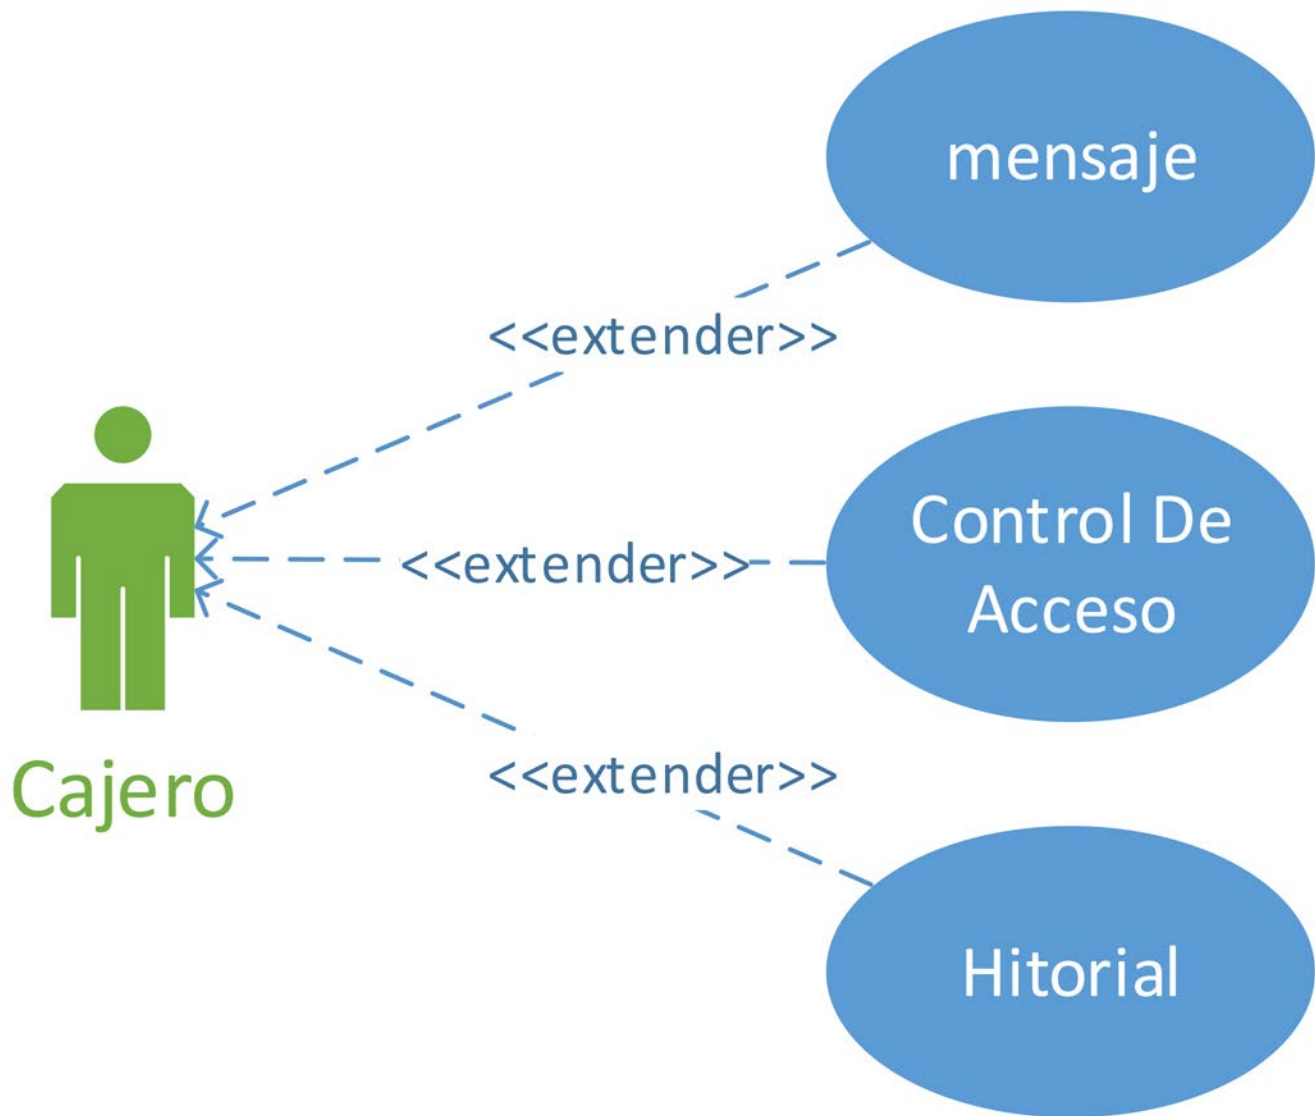 mensaje
<<extender>>
Control De
Acceso
<<extender>>
Cajero
<<extender>>
Hitorial